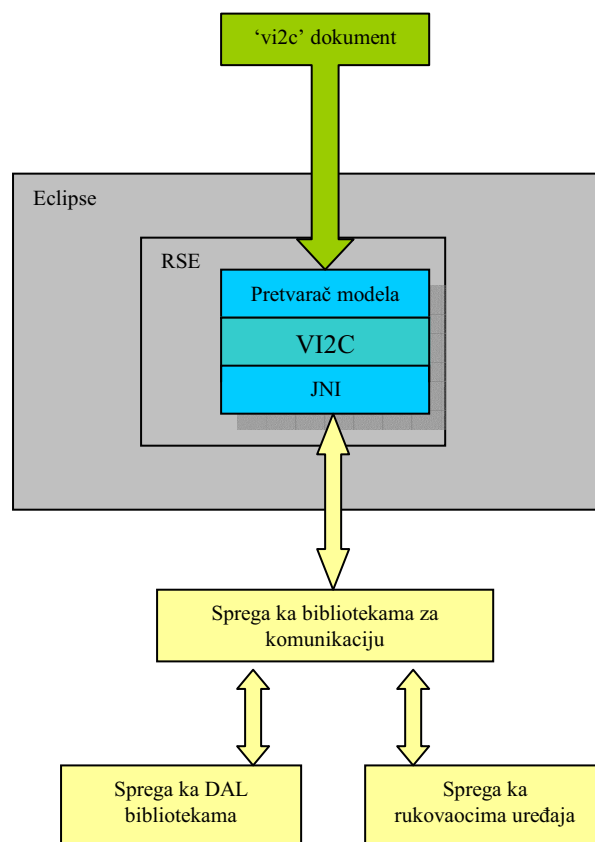 ‘vi2c’ dokument
Eclipse
RSE
Pretvarač modela
VI2C
JNI
Sprega ka bibliotekama za
komunikaciju
Sprega ka DAL
bibliotekama
Sprega ka
rukovaocima uređaja